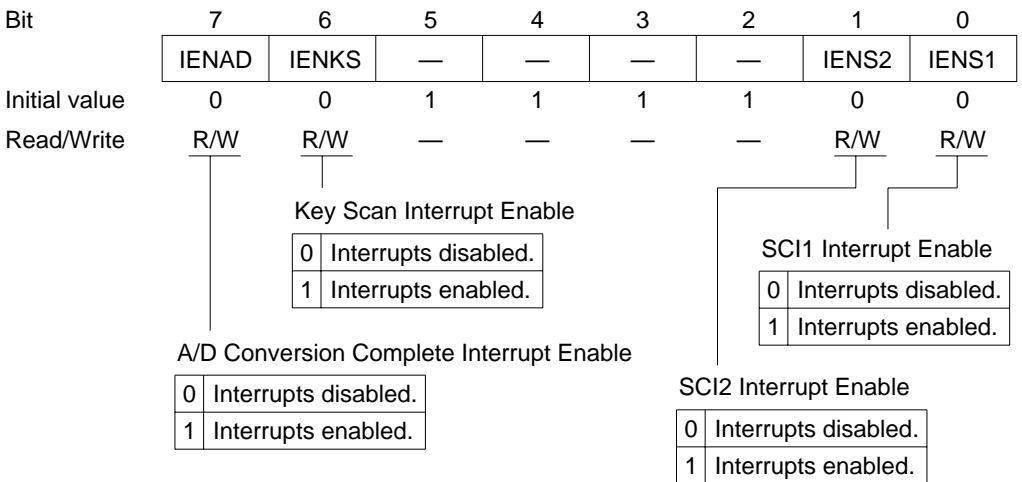 Bit 7 6 5 4 3 2 1 0
IENAD IENKS — — — — IENS2 IENS1
Initial value 0 0 1 1 1 1 0 0
Read/Write R/W R/W — — — — R/W R/W
Key Scan Interrupt Enable
0 Interrupts disabled.
1 Interrupts enabled.
SCI1 Interrupt Enable
0 Interrupts disabled.
1 Interrupts enabled.
A/D Conversion Complete Interrupt Enable
0 Interrupts disabled.
1 Interrupts enabled.
SCI2 Interrupt Enable
0 Interrupts disabled.
1 Interrupts enabled.